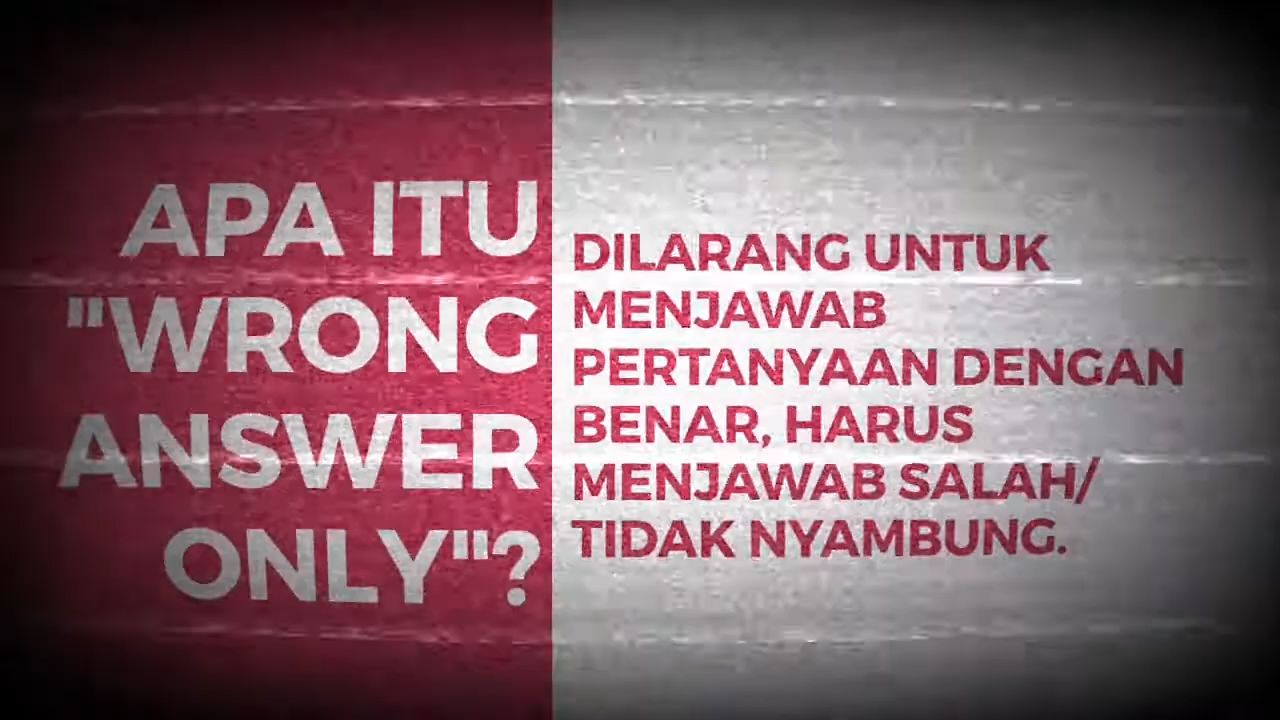 APA ITU
"WRONG
ANSWER
ONLY"?
DILARANG UNTUK
MENJAWAB
PERTANYAAN DENGAN
BENAR, HARUS
MENJAWAB SALAH/
TIDAK NYAMBUNG.